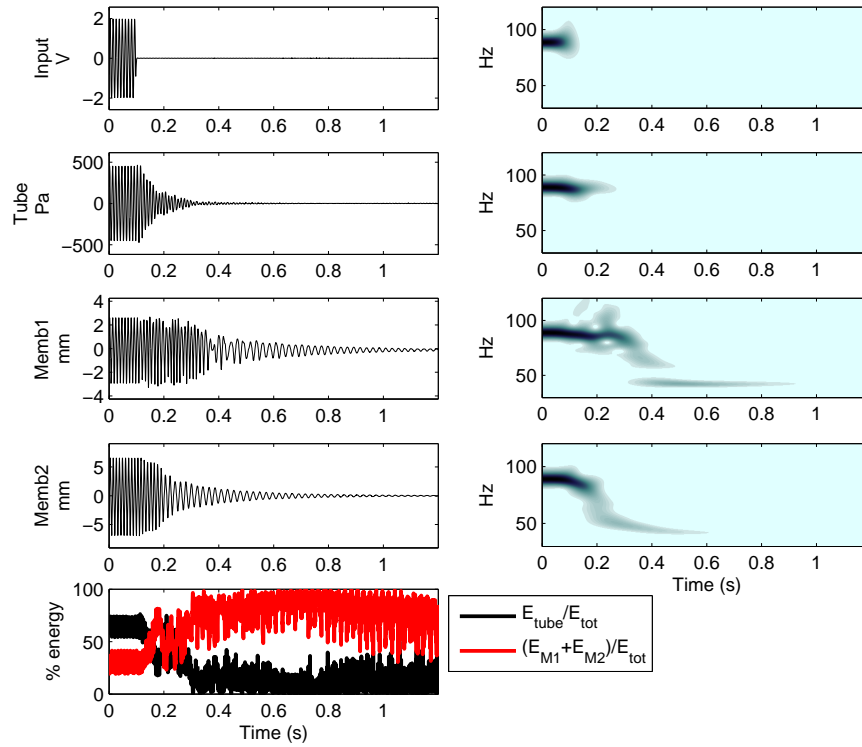 Input
V
2
0
−2
0 0.2 0.4 0.6 0.8 1
Hz
100
50
0 0.2 0.4 0.6 0.8 1
Tube
Pa
500
0
−500
0 0.2 0.4 0.6 0.8 1
Hz
100
50
0 0.2 0.4 0.6 0.8 1
Memb1
mm
4
2
0
−2
−4
0 0.2 0.4 0.6 0.8 1
Hz
100
50
0 0.2 0.4 0.6 0.8 1
Memb2
mm
5
0
−5
0 0.2 0.4 0.6 0.8 1
Hz
100
50
0 0.2 0.4 0.6 0.8 1
Time (s)
% energy
100
50
0
0 0.2 0.4 0.6 0.8 1
Time (s)
E_tube/E_tot
(E_M1+E_M2)/E_tot